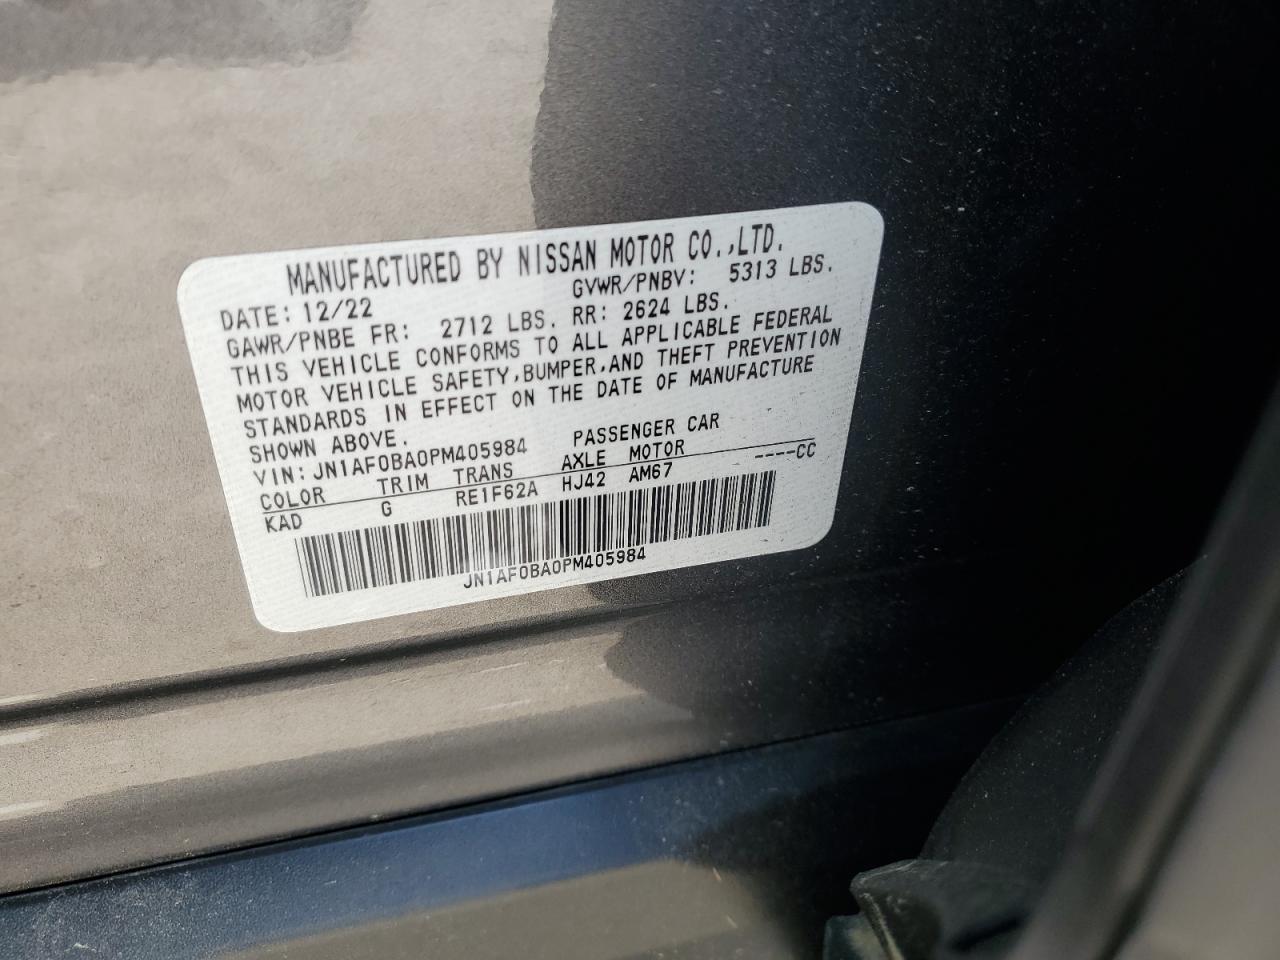 MANUFACTURED BY NISSAN MOTOR CO.,LTD.
DATE: 12/22 GVWR/PNBV: 5313 LBS.
GAWR/PNBE FR: 2712 LBS. RR: 2624 LBS.
THIS VEHICLE CONFORMS TO ALL APPLICABLE FEDERAL
MOTOR VEHICLE SAFETY,BUMPER,AND THEFT PREVENTION
STANDARDS IN EFFECT ON THE DATE OF MANUFACTURE
SHOWN ABOVE.
VIN: JN1AF0BA0PM405984 PASSENGER CAR
COLOR TRIM TRANS AXLE MOTOR ----CC
KAD G RE1F62A HJ42 AM67
JN1AF0BA0PM405984